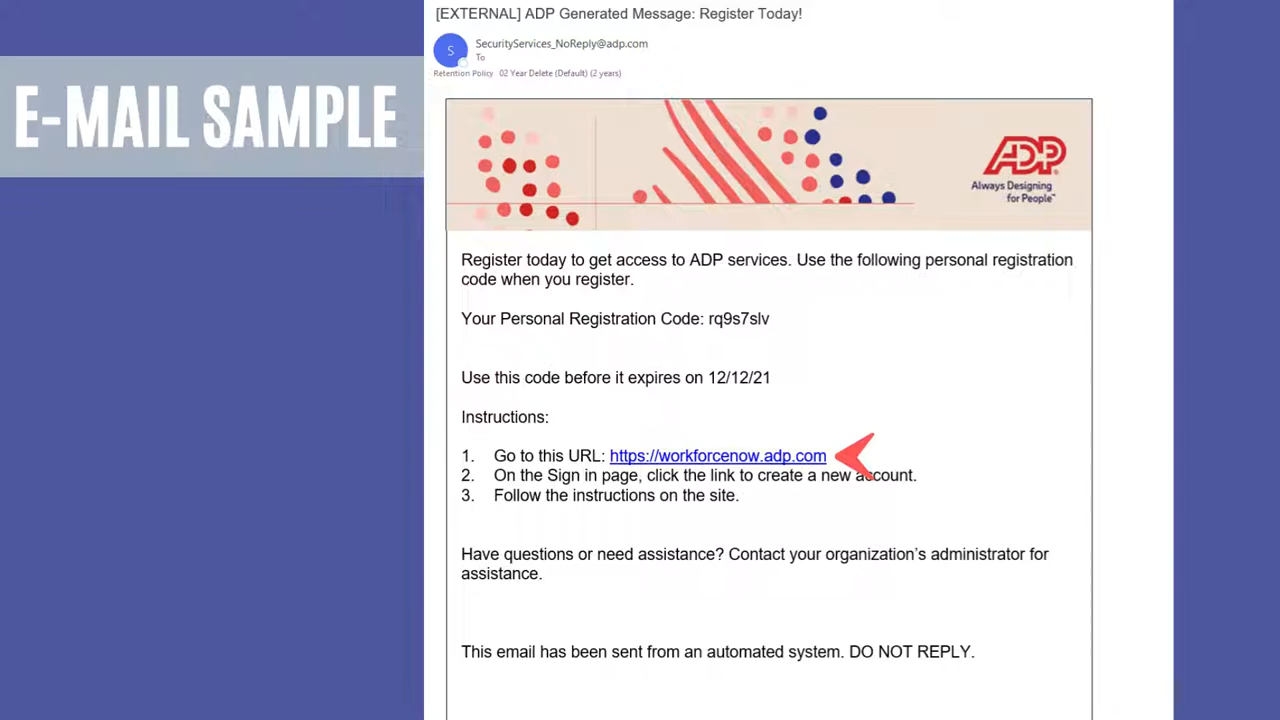 [EXTERNAL] ADP Generated Message: Register Today!
S
SecurityServices_NoReply@adp.com
To
Retention Policy 02 Year Delete (Default) (2 years)
E-MAIL SAMPLE
ADP
Always Designing
for People™
Register today to get access to ADP services. Use the following personal registration
code when you register.
Your Personal Registration Code: rq9s7slv
Use this code before it expires on 12/12/21
Instructions:
1. Go to this URL: https://workforcenow.adp.com
2. On the Sign in page, click the link to create a new account.
3. Follow the instructions on the site.
Have questions or need assistance? Contact your organization's administrator for
assistance.
This email has been sent from an automated system. DO NOT REPLY.